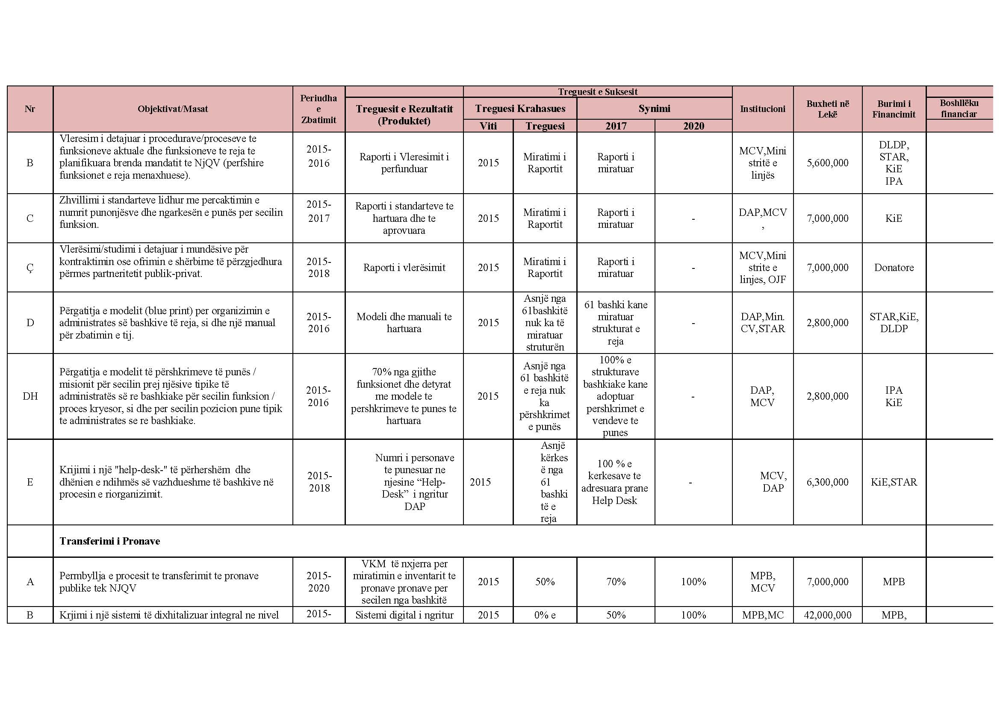 Nr
Objektivat/Masat
Periudha
e
Zbatimit
Treguesit e Rezultatit
(Produktet)
Treguesit e Suksesit
Treguesi Krahasues
Synimi
Viti
Treguesi
2017
2020
Institucioni
Buxheti në
Lekë
Burimi i
Financimit
Boshllëku
financiar
B
Vleresim i detajuar i procedurave/proceseve te
funksioneve aktuale dhe funksioneve te reja te
planifikuara brenda mandatit te NjQV (perfshire
funksionet e reja menaxhuese).
2015-
2016
Raporti i Vleresimit i
perfunduar
2015
Miratimi i
Raportit
Raporti i
miratuar
MCV,Mini
stritë e
linjës
5,600,000
DLDP,
STAR,
KiE
IPA
C
Zhvillimi i standarteve lidhur me percaktimin e
numrit punonjësve dhe ngarkesën e punës per secilin
funksion.
2015-
2017
Raporti i standarteve te
hartuara dhe te
aprovuara
2015
Miratimi i
Raportit
Raporti i
miratuar
-
DAP,MCV
,
7,000,000
KiE
Ç
Vlerësimi/studimi i detajuar i mundësive për
kontraktimin ose ofrimin e shërbime të përzgjedhura
përmes partneritetit publik-privat.
2015-
2018
Raporti i vlerësimit
2015
Miratimi i
Raportit
Raporti i
miratuar
-
MCV,Mini
strite e
linjes, OJF
7,000,000
Donatore
D
Përgatitja e modelit (blue print) per organizimin e
administrates së bashkive të reja, si dhe një manual
për zbatimin e tij.
2015-
2016
Modeli dhe manuali te
hartuara
2015
Asnjë nga
61bashkitë
nuk ka të
miratuar
struturën
61 bashki kane
miratuar
strukturat e
reja
-
DAP,Min.
CV,STAR
2,800,000
STAR,KiE,
DLDP
DH
Përgatitja e modelit të përshkrimeve të punës /
misionit për secilin prej njësive tipike të
administratës së re bashkiake për secilin funksion /
proces kryesor, si dhe per secilin pozicion pune tipik
te administrates se re bashkiake.
2015-
2016
70% nga gjithe
funksionet dhe detyrat
me modele te
pershkrimeve te punes te
hartuara
2015
Asnjë nga
61 bashkitë
e reja nuk
ka
përshkrimet
e punës
100% e
strukturave
bashkiake kane
adoptuar
pershkrimet e
vendeve te
punes
-
DAP,
MCV
2,800,000
IPA
KiE
E
Krijimi i një "help-desk-" të përhershëm  dhe
dhënien e ndihmës së vazhdueshme të bashkive në
procesin e riorganizimit.
2015-
2018
Numri i personave
te punesuar ne
njesine “Help-
Desk”  i ngritur
DAP
2015
Asnjë
kërkes
ë nga
61
bashki
të e
reja
100 % e
kerkesave te
adresuara prane
Help Desk
-
MCV,
DAP
6,300,000
KiE,STAR
Transferimi i Pronave
A
Permbyllja e procesit te transferimit te pronave
publike tek NJQV
2015-
2020
VKM  të nxjerra per
miratimin e inventarit te
pronave pronave per
secilen nga bashkitë
2015
50%
70%
100%
MPB,
MCV
7,000,000
MPB
B
Krjimi i një sistemi të dixhitalizuar integral ne nivel
2015-
Sistemi digital i ngritur
2015
0% e
50%
100%
MPB,MC
42,000,000
MPB,